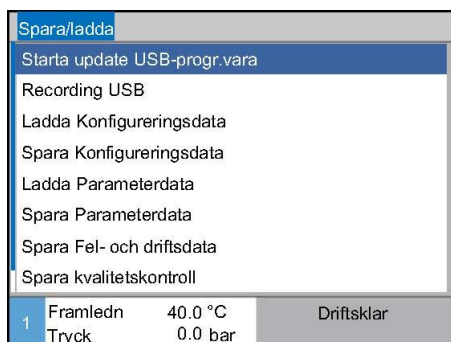 Spara/ladda
Starta update USB-progr.vara
Recording USB
Ladda Konfigureringsdata
Spara Konfigureringsdata
Ladda Parameterdata
Spara Parameterdata
Spara Fel- och driftsdata
Spara kvalitetskontroll
1 Framledn 40.0 °C Driftsklar
Tryck 0.0 bar